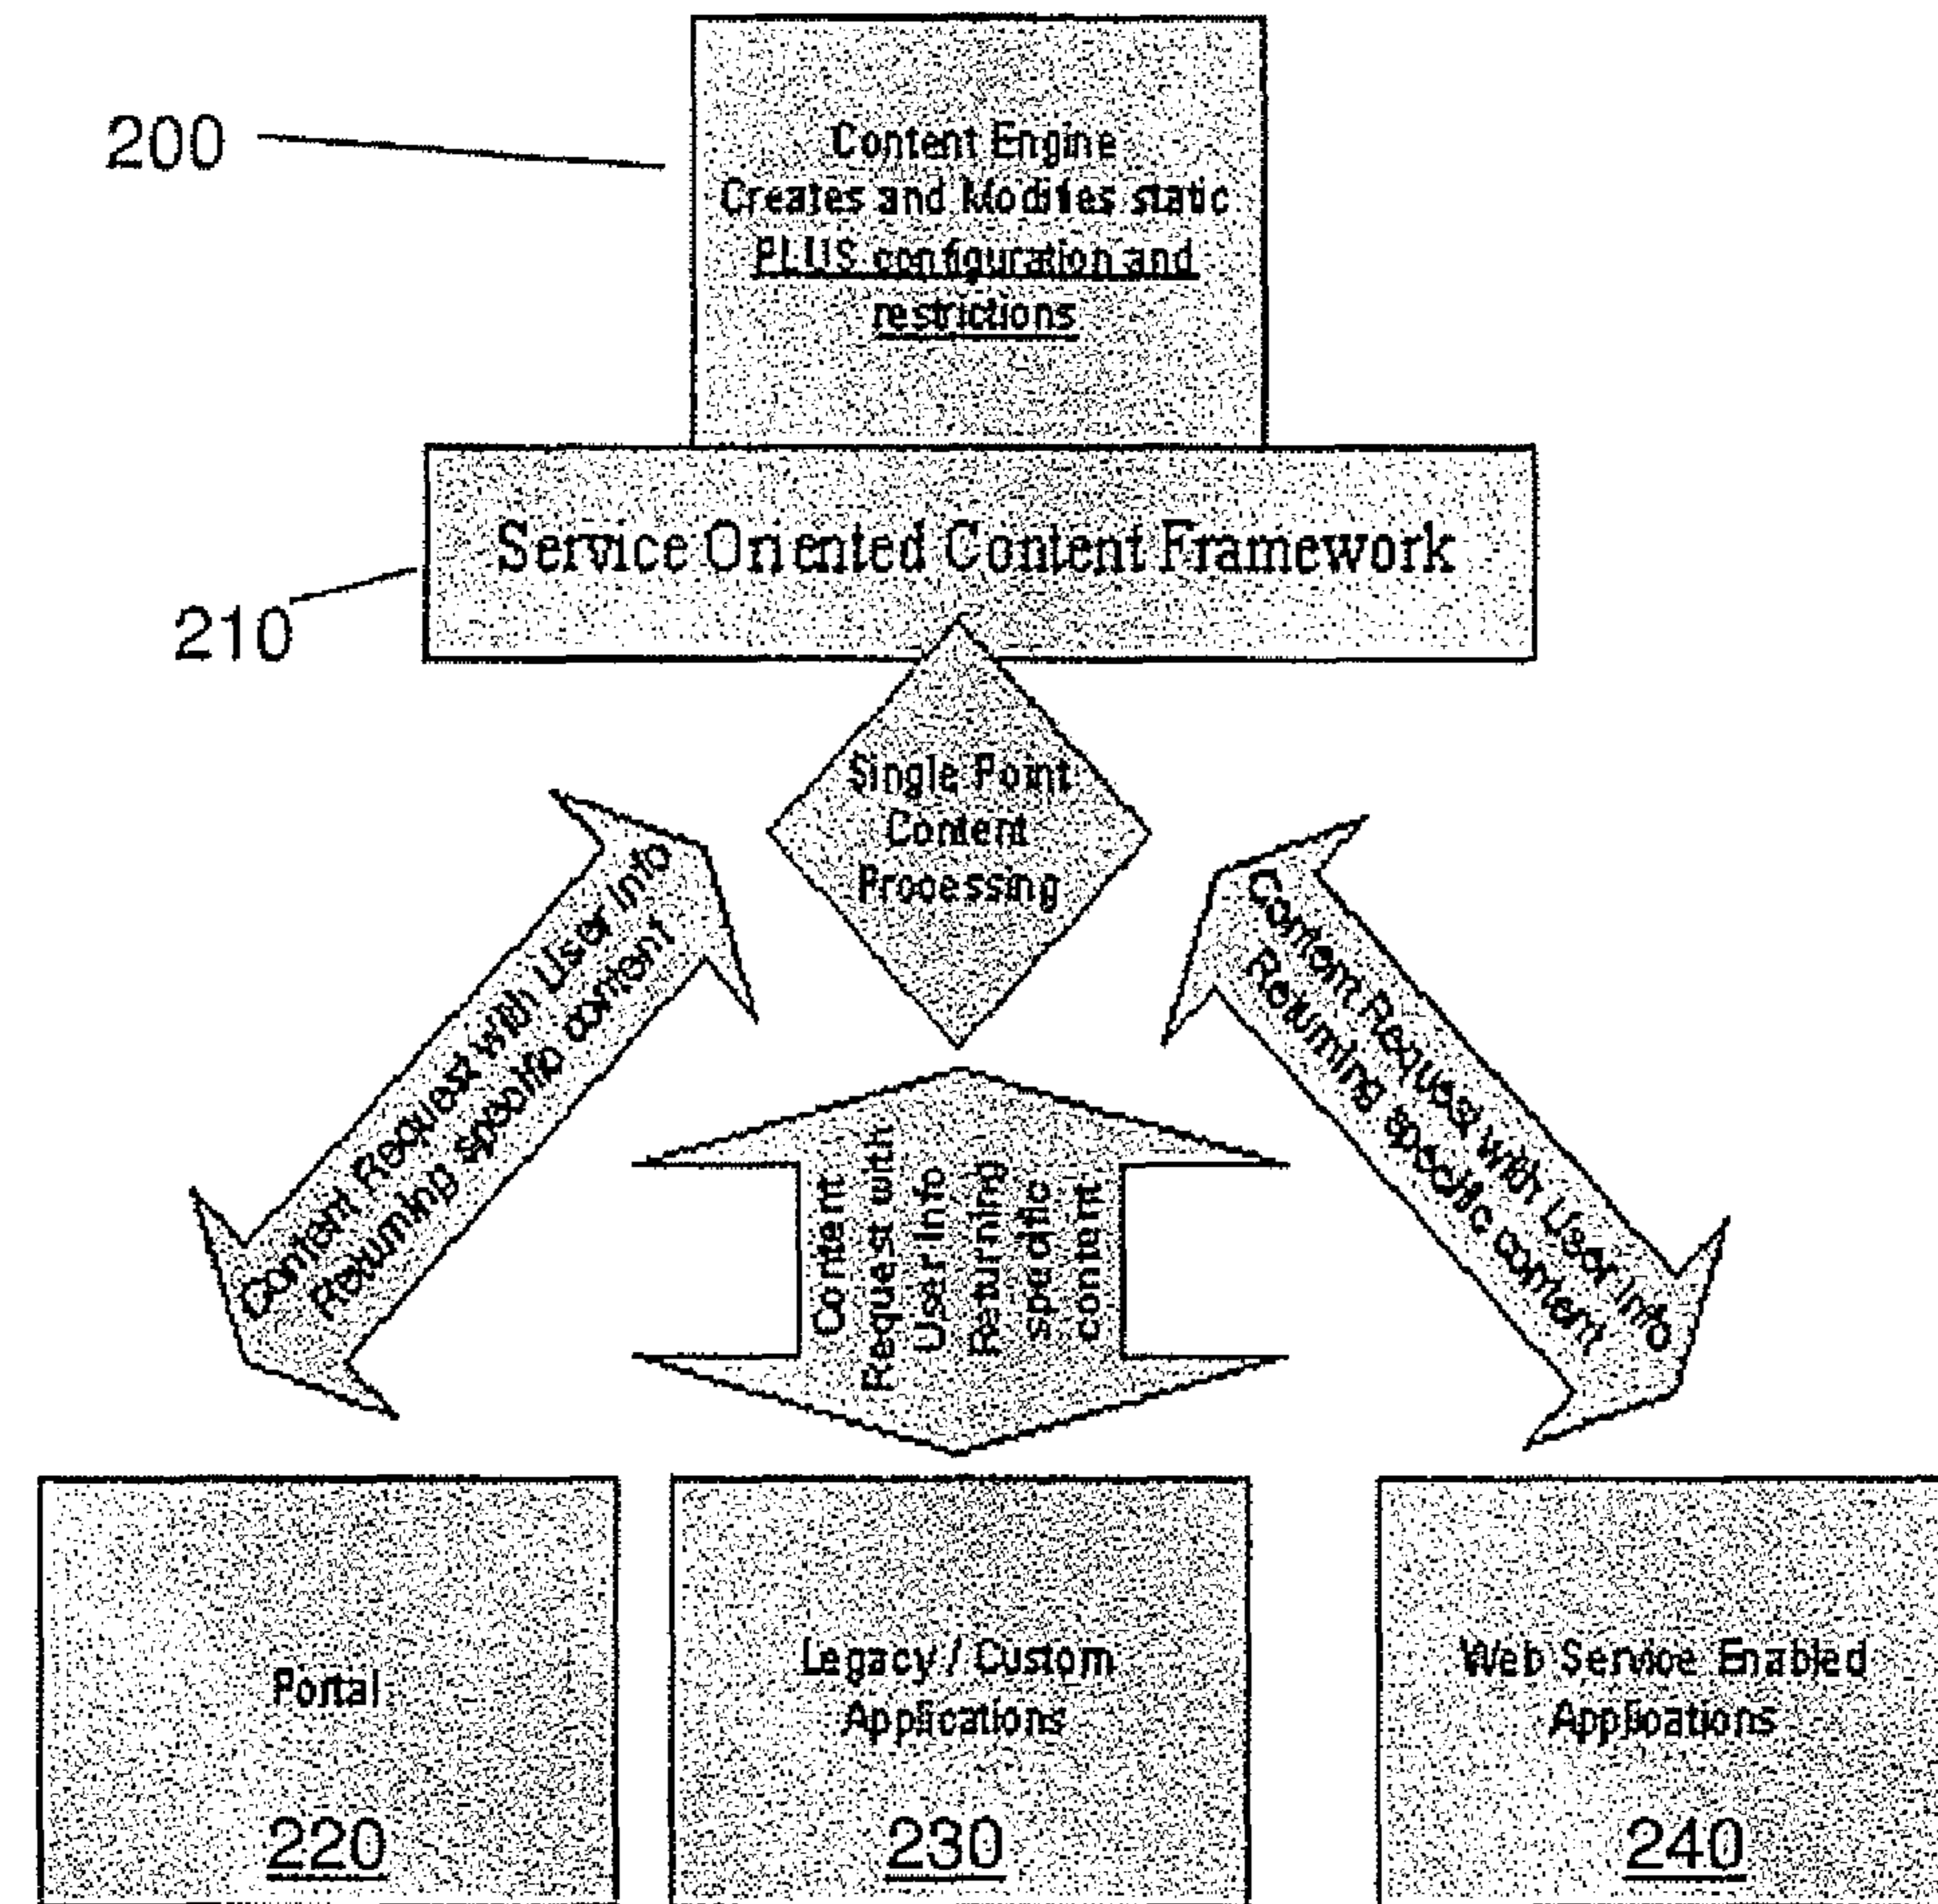 200
Content Engine
Creates and Modifies static
PLUS configuration and
restrictions
Service Oriented Content Framework
210
Single Point
Content
Processing
Content Request with User Info
Returning specific content
Content
Request with
User Info
Returning
specific
content
Content Request with User Info
Returning specific content
Portal
220
Legacy / Custom
Applications
230
Web Service Enabled
Applications
240